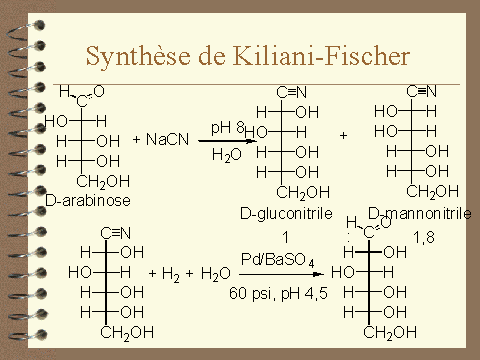 Synthèse de Kiliani-Fischer
H O
C
HO H
H OH
H OH
CH₂OH
D-arabinose
+ NaCN
pH 8
H₂O
C≡N
H OH
HO H
H OH
H OH
CH₂OH
D-gluconitrile
1
+
:
C≡N
HO H
HO H
H OH
H OH
CH₂OH
D-mannonitrile
1,8
C≡N
H OH
HO H
H OH
H OH
CH₂OH
+ H₂ + H₂O
Pd/BaSO₄
60 psi, pH 4,5
H O
C
H OH
HO H
H OH
H OH
CH₂OH